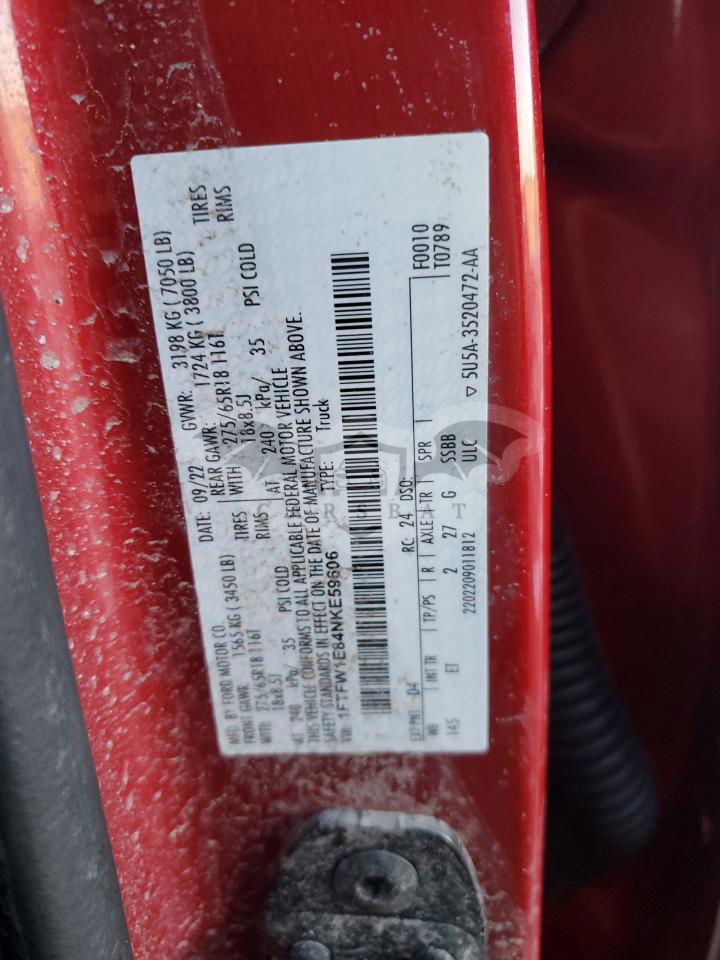 MFD. BY FORD MOTOR CO.
DATE: 09/22 GVWR: 3198 KG ( 7050 LB)
FRONT GAWR: 1565 KG ( 3450 LB) REAR GAWR: 1724 KG ( 3800 LB)
WITH 275/65R18 116T TIRES WITH 275/65R18 116T TIRES
18x8.5J RIMS 18x8.5J RIMS
AT 240 kPa/ 35 PSI COLD AT 240 kPa/ 35 PSI COLD
THIS VEHICLE CONFORMS TO ALL APPLICABLE FEDERAL MOTOR VEHICLE
SAFETY STANDARDS IN EFFECT ON THE DATE OF MANUFACTURE SHOWN ABOVE.
VIN: 1FTFW1E84NKE59606 TYPE: Truck
EXT PNT: D4 RC: 24 DSO: F0010
WB INT TR TP/PS R AXLE TR SPR T0789
145 ET 2 27 G SSBB
2202209011812 ULC ▽ 5U5A-3520472-AA
CARSBAT